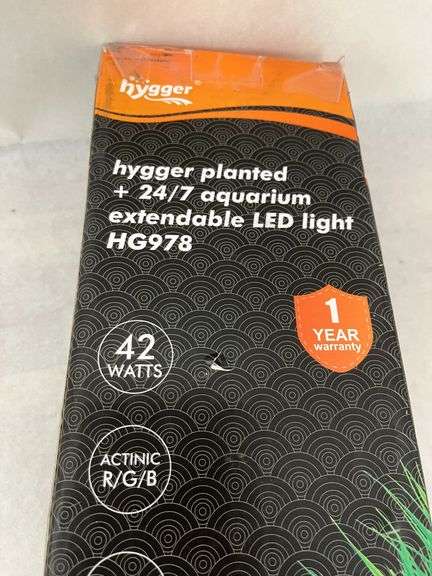 hygger®
hygger planted
+ 24/7 aquarium
extendable LED light
HG978
1
YEAR
warranty
42
WATTS
ACTINIC
R/G/B